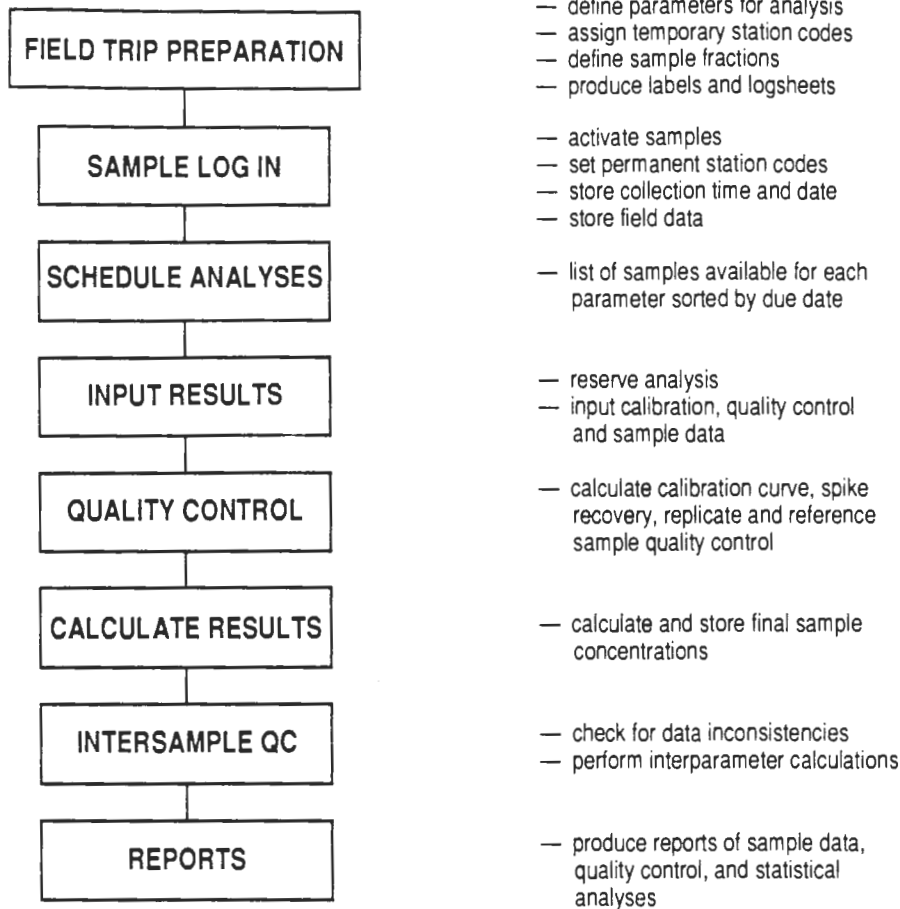 FIELD TRIP PREPARATION
— define parameters for analysis
— assign temporary station codes
— define sample fractions
— produce labels and logsheets
SAMPLE LOG IN
— activate samples
— set permanent station codes
— store collection time and date
— store field data
SCHEDULE ANALYSES
— list of samples available for each
parameter sorted by due date
INPUT RESULTS
— reserve analysis
— input calibration, quality control
and sample data
QUALITY CONTROL
— calculate calibration curve, spike
recovery, replicate and reference
sample quality control
CALCULATE RESULTS
— calculate and store final sample
concentrations
INTERSAMPLE QC
— check for data inconsistencies
— perform interparameter calculations
REPORTS
— produce reports of sample data,
quality control, and statistical
analyses